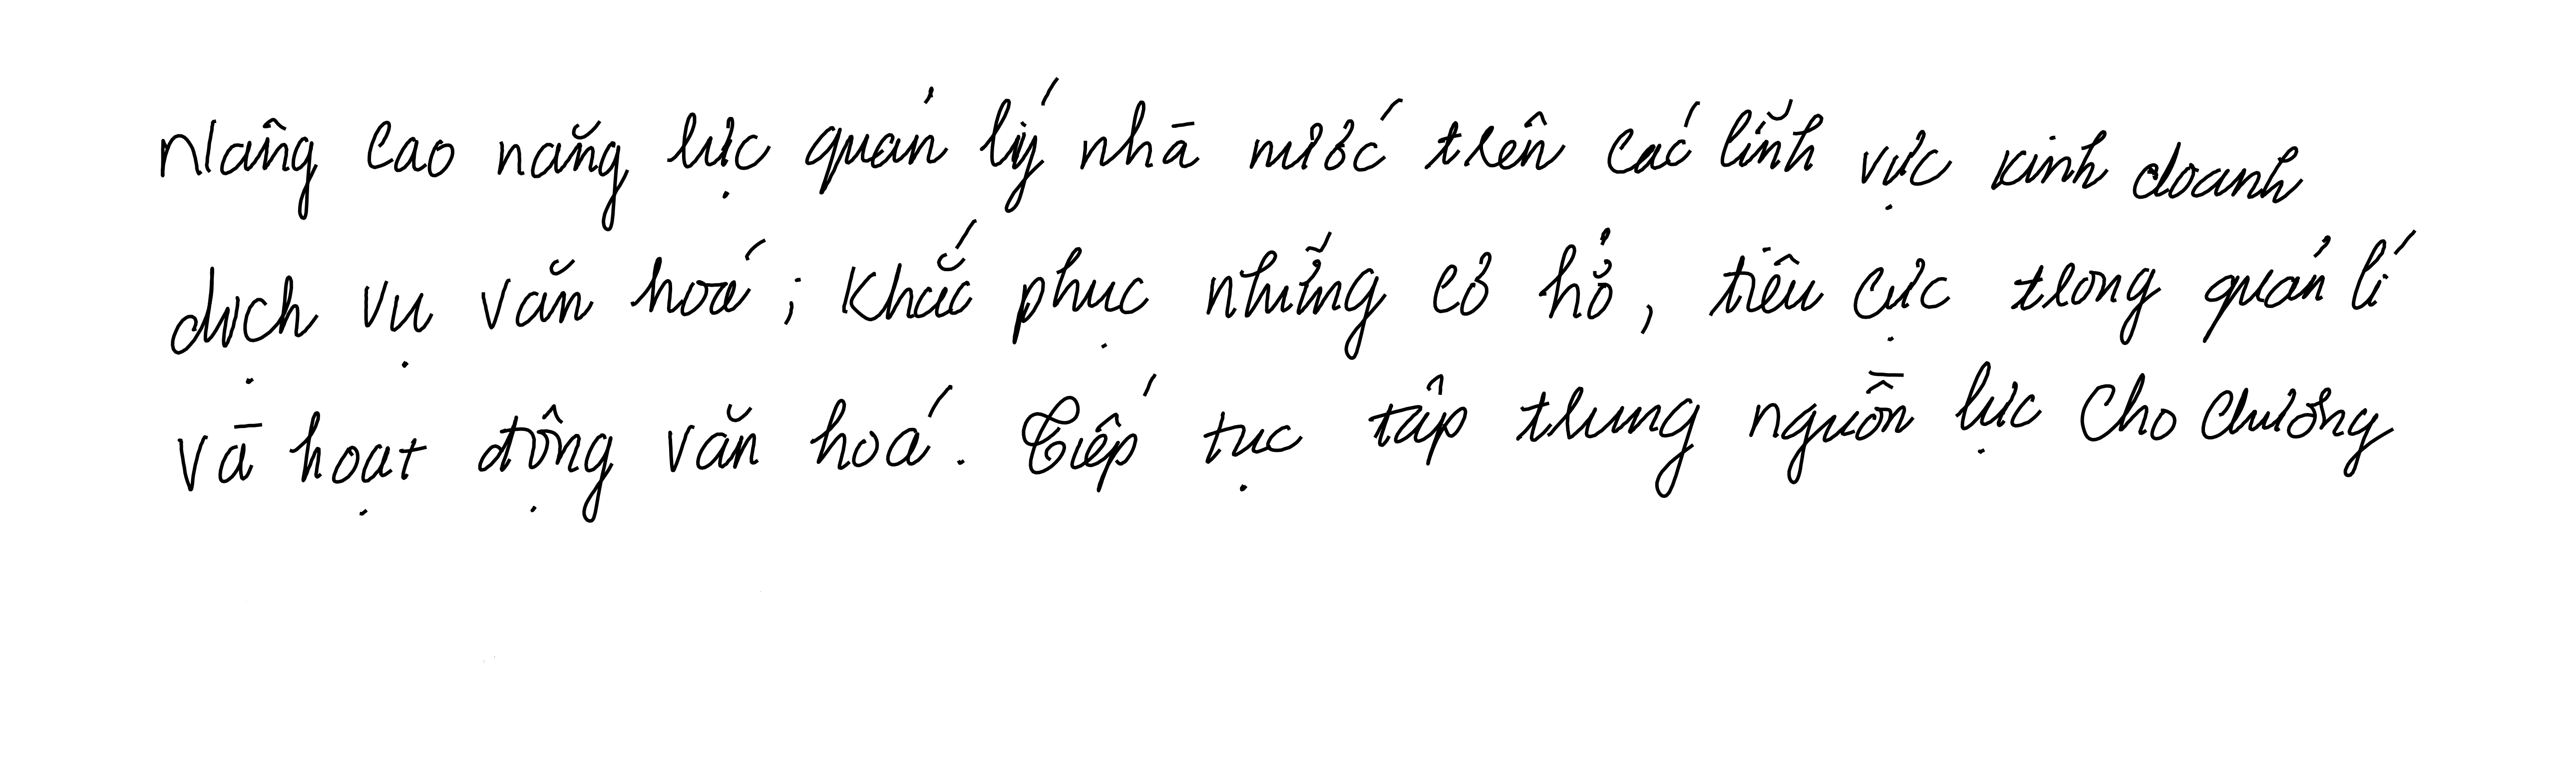 Nâng cao năng lực quản lý nhà nước trên các lĩnh vực kinh doanh
dịch vụ văn hoá; khắc phục những cơ hở, tiêu cực trong quản lí
và hoạt động văn hoá. Tiếp tục tập trung nguồn lực cho chương